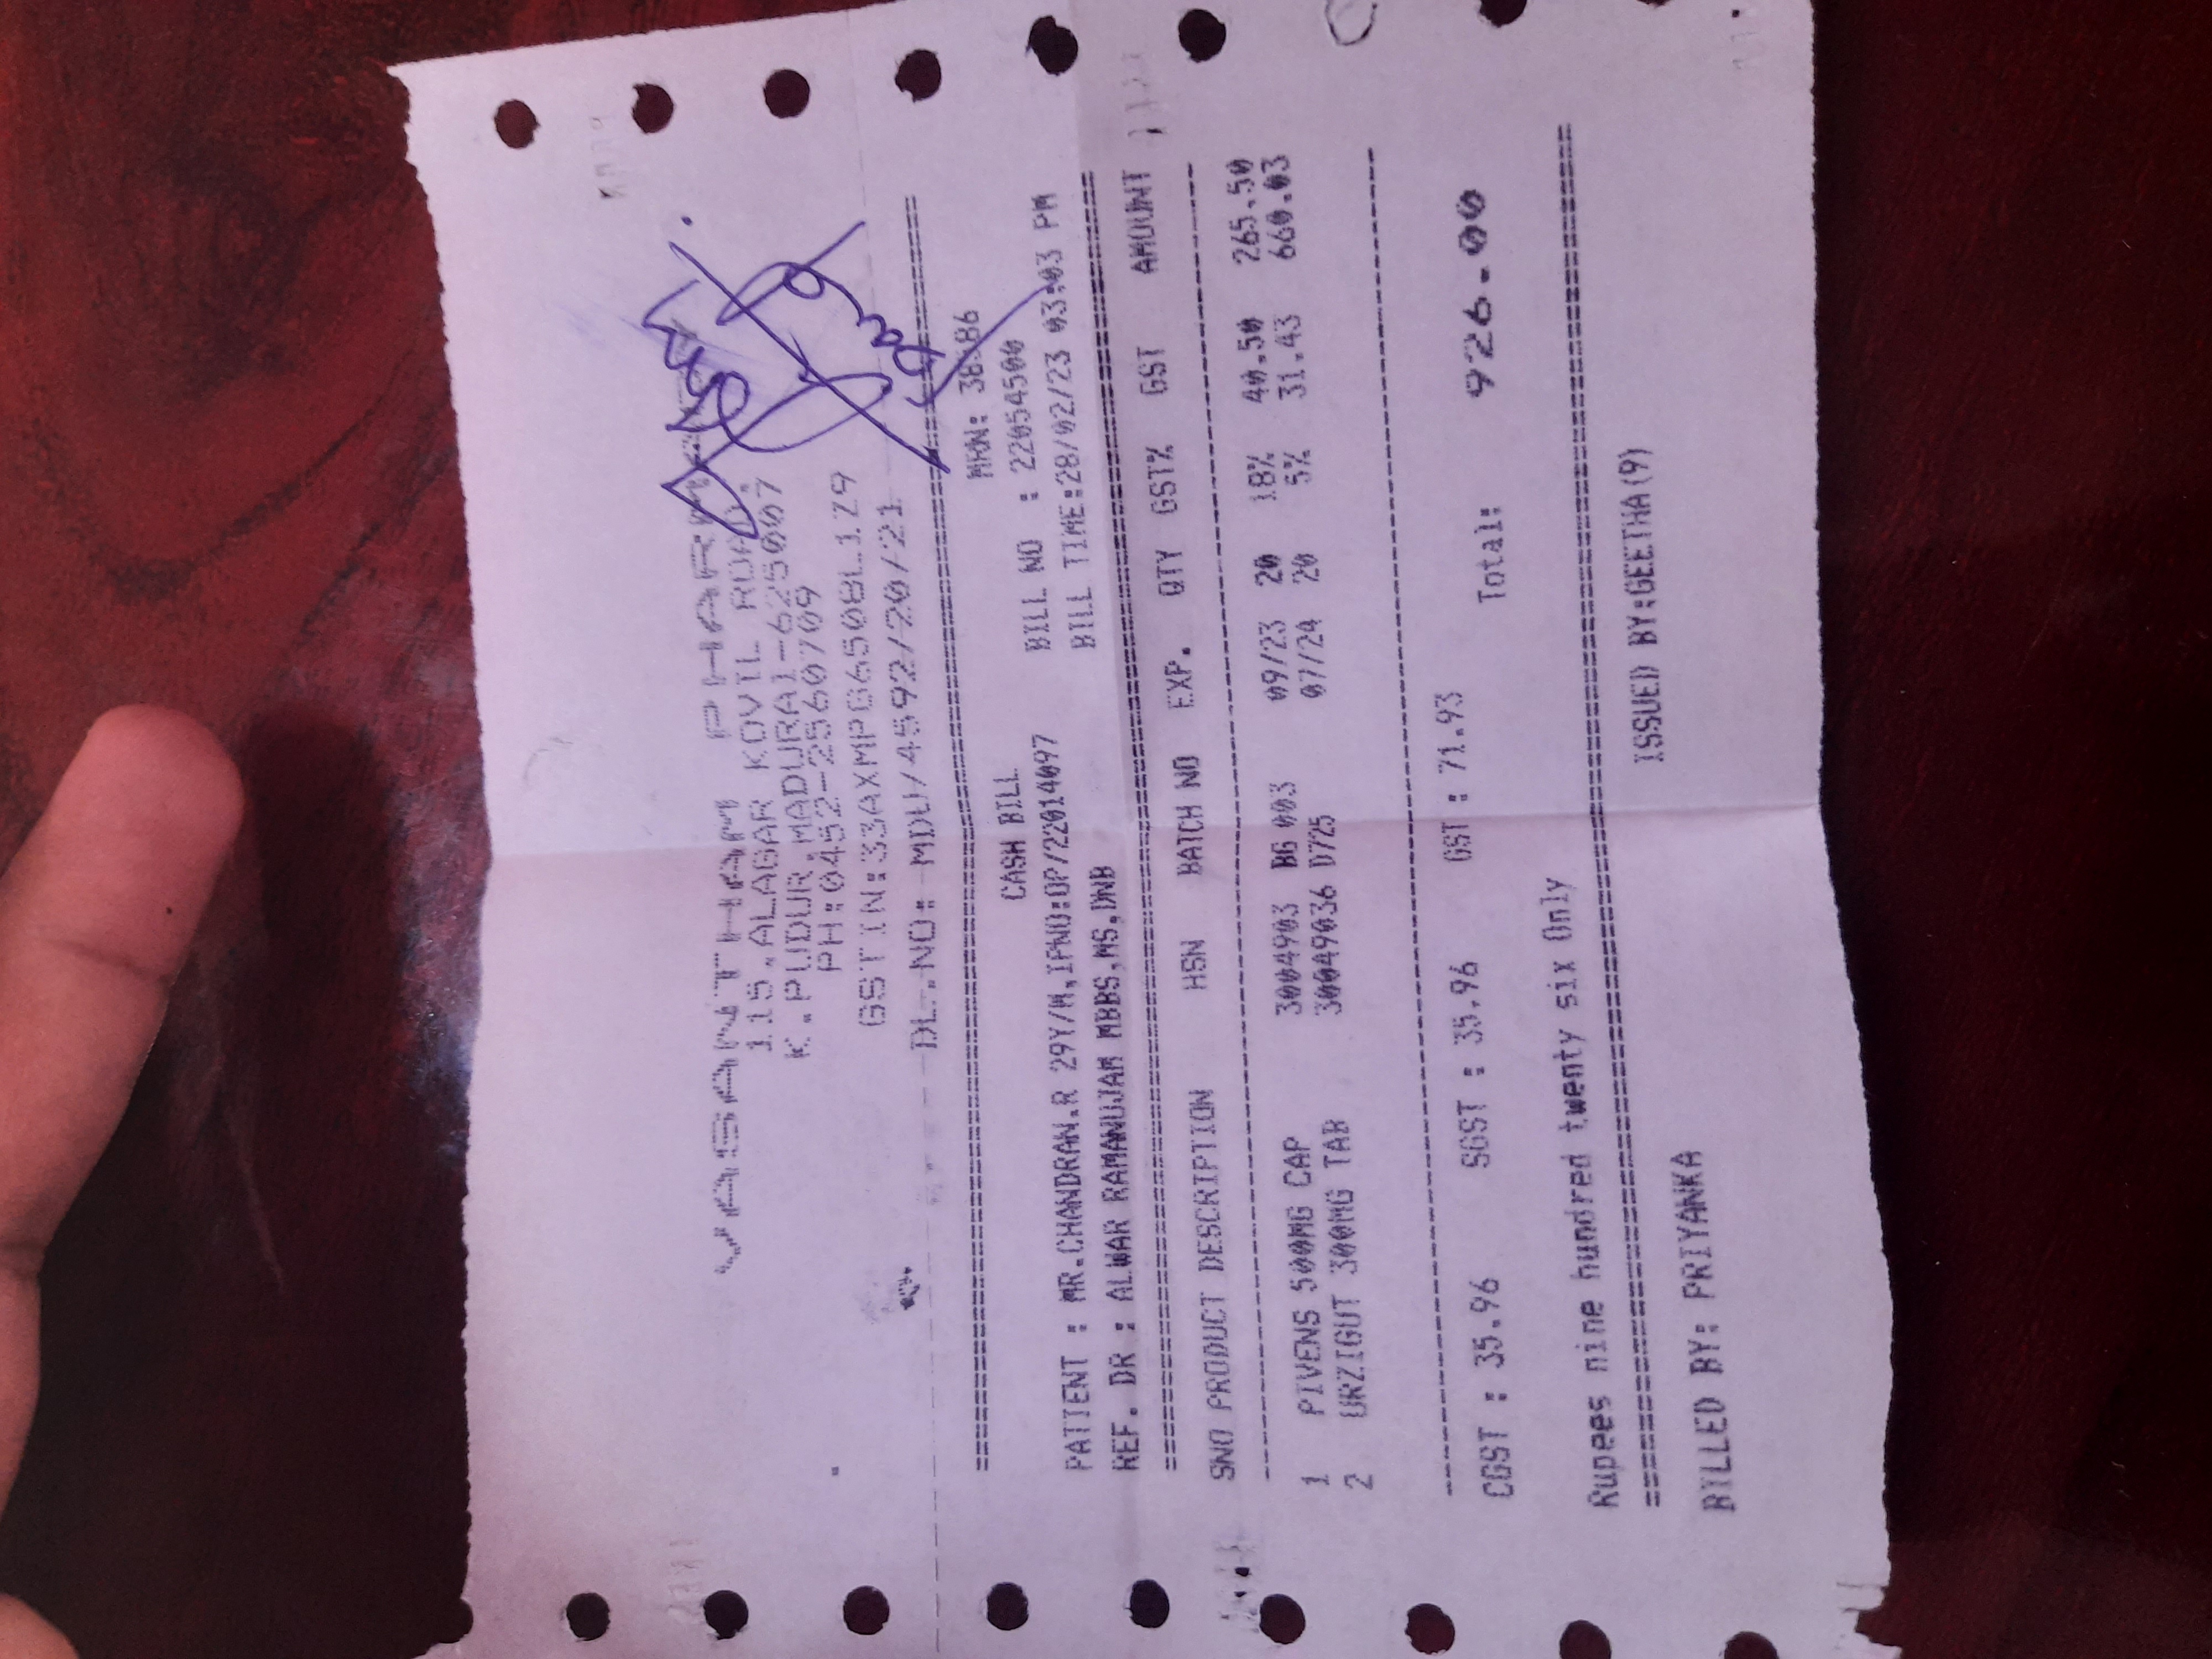 VASANTHAM PHARMACY
115,ALAGAR KOVIL ROAD,
K.PUDUR,MADURAI-625007
PH:0452-2560709
GSTIN:33AXMPG6508L1Z9
DL.NO: MDU/4592/20/21
MRN: 38586
CASH BILL
PATIENT : MR.CHANDRAN.R 29Y/M,IPNO:OP/22014097 BILL NO : 22054500
REF. DR : ALWAR RAMANUJAM MBBS,MS,DNB BILL TIME:28/02/23 03:03 PM
SNO PRODUCT DESCRIPTION HSN BATCH NO EXP. QTY GST% GST AMOUNT
1 PIVENS 500MG CAP 3004903 BG 003 09/23 20 18% 40.50 265.50
2 URZIGUT 300MG TAB 30049036 D725 07/24 20 5% 31.43 660.03
CGST : 35.96 SGST : 35.96 GST : 71.93
Total: 926.00
Rupees nine hundred twenty six Only
BILLED BY: PRIYANKA ISSUED BY:GEETHA(9)